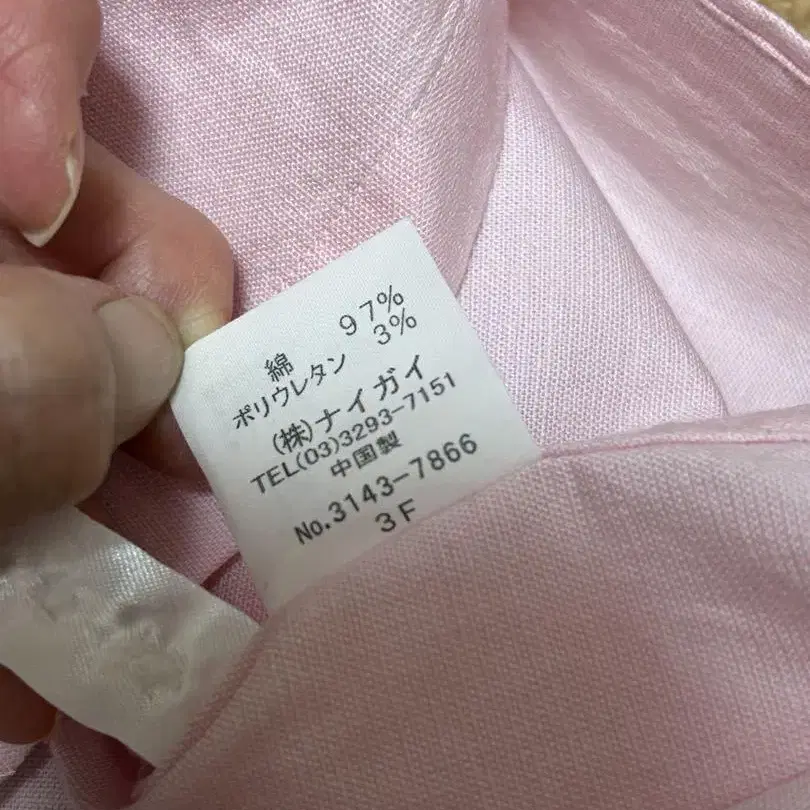 綿 97%
ポリウレタン 3%
(株)ナイガイ
TEL(03)3293-7151
中国製
No.3143-7866
3F